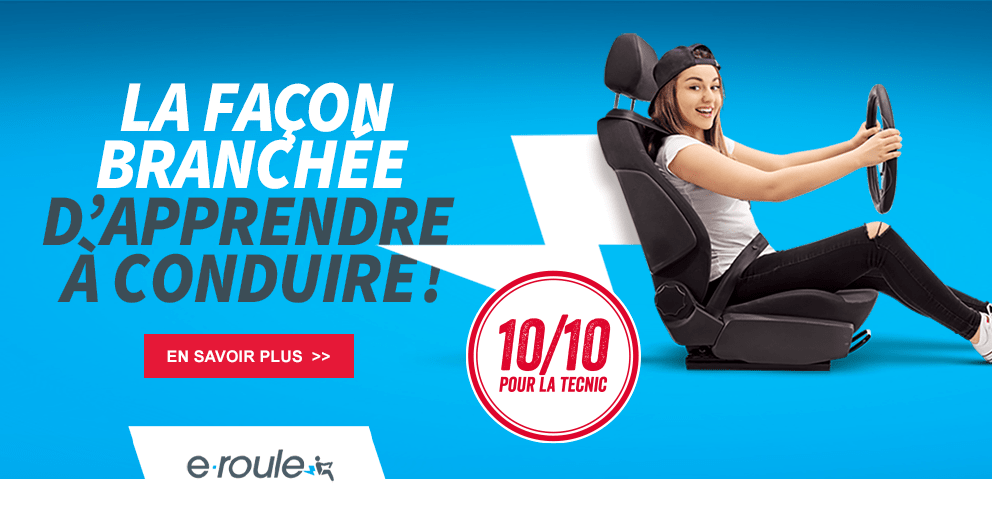 LA FAÇON
BRANCHÉE
D'APPRENDRE
À CONDUIRE !
EN SAVOIR PLUS >>
10/10
POUR LA TECNIC
e·roule